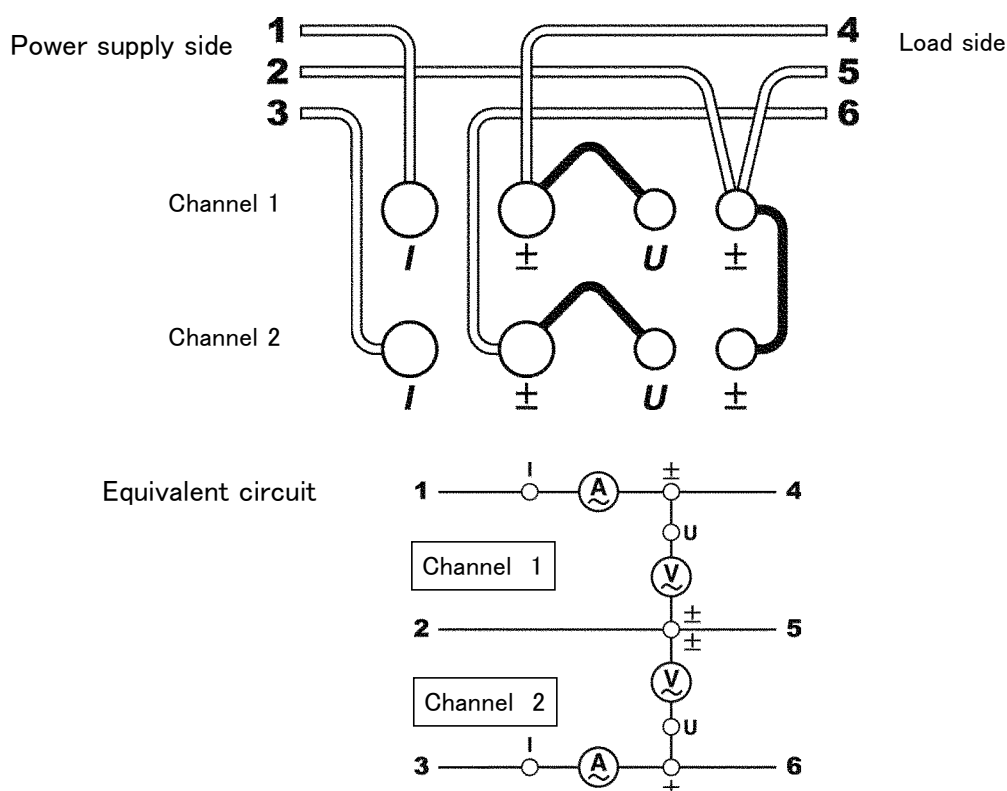 Power supply side 1 4 Load side
2 5
3 6
Channel 1
I ± U ±
Channel 2
I ± U ±
Equivalent circuit
I ±
1 A 4
U
Channel 1
V
±
2 5
±
V
Channel 2
U
I
3 A 6
±